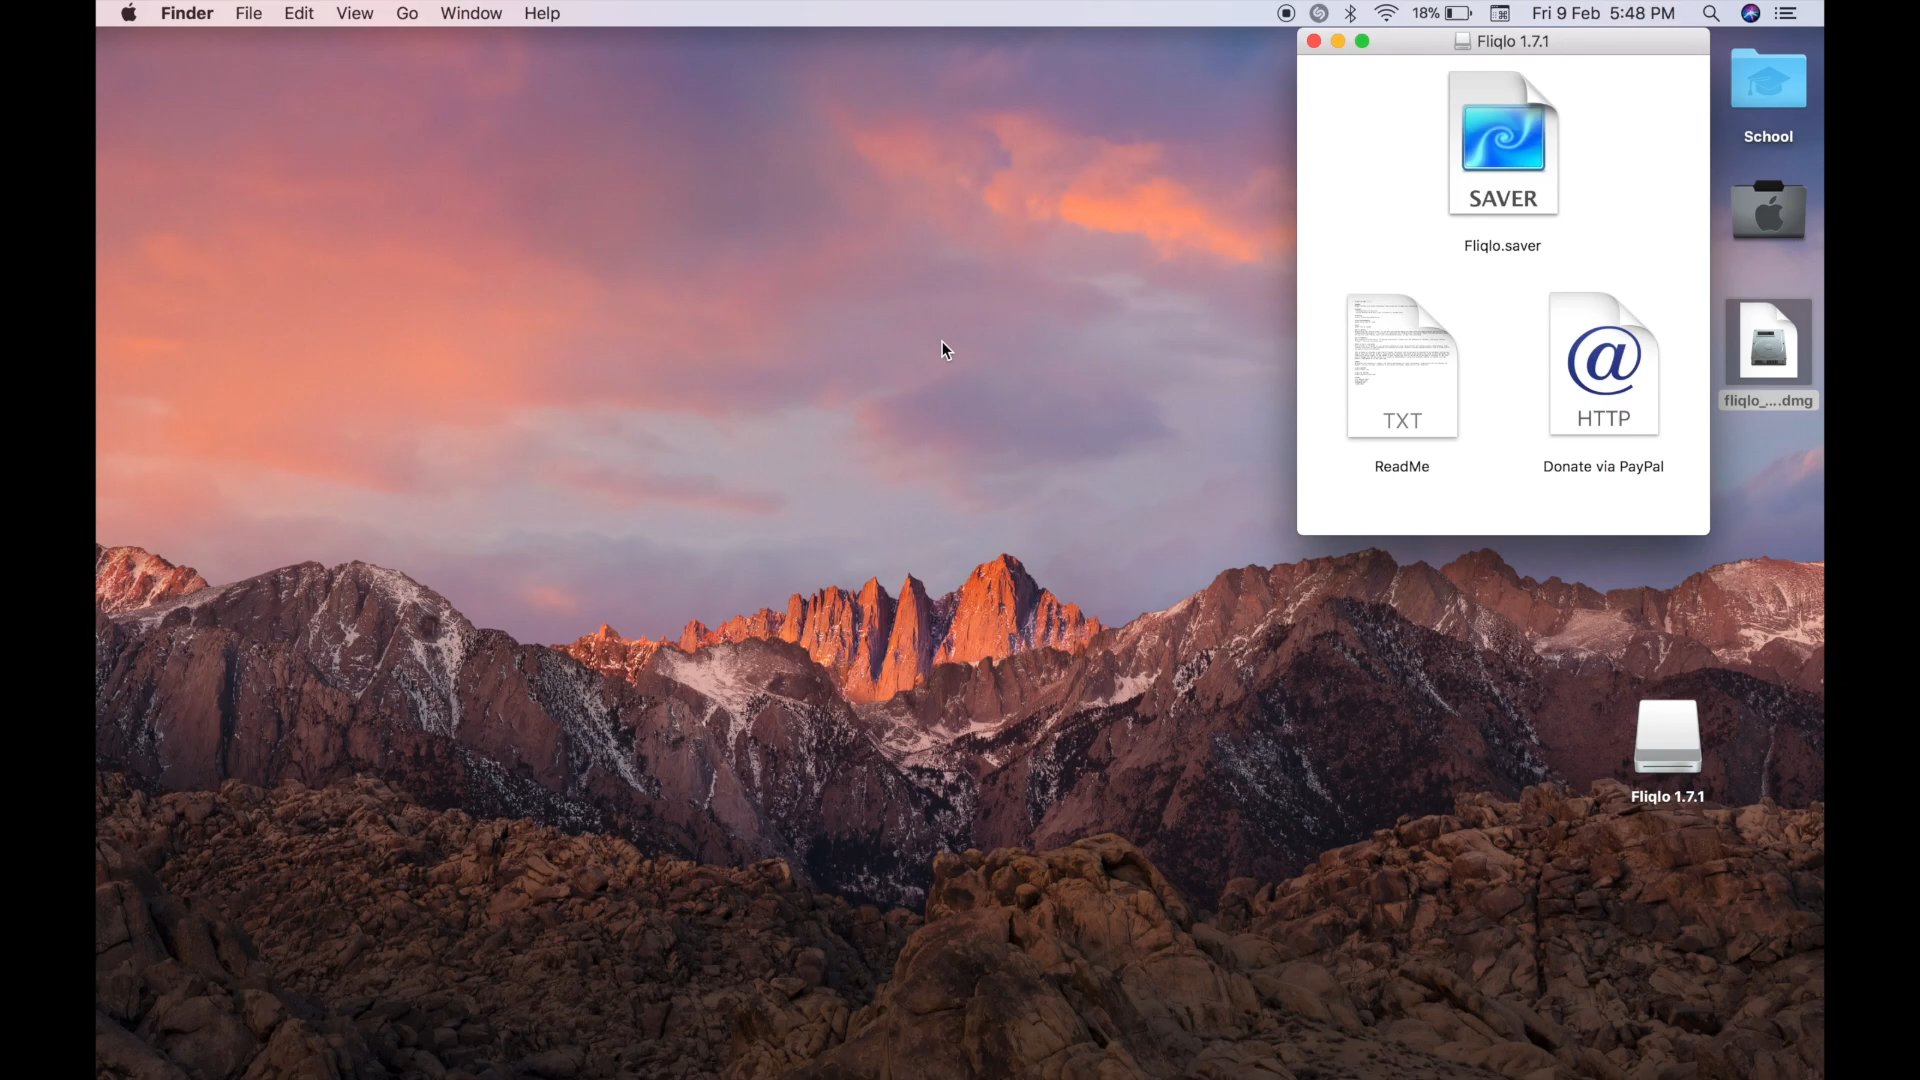 Finder File Edit View Go Window Help 18% Fri 9 Feb 5:48 PM
Fliqlo 1.7.1
SAVER
Fliqlo.saver
TXT
ReadMe
@
HTTP
Donate via PayPal
School
fliqlo_....dmg
Fliqlo 1.7.1